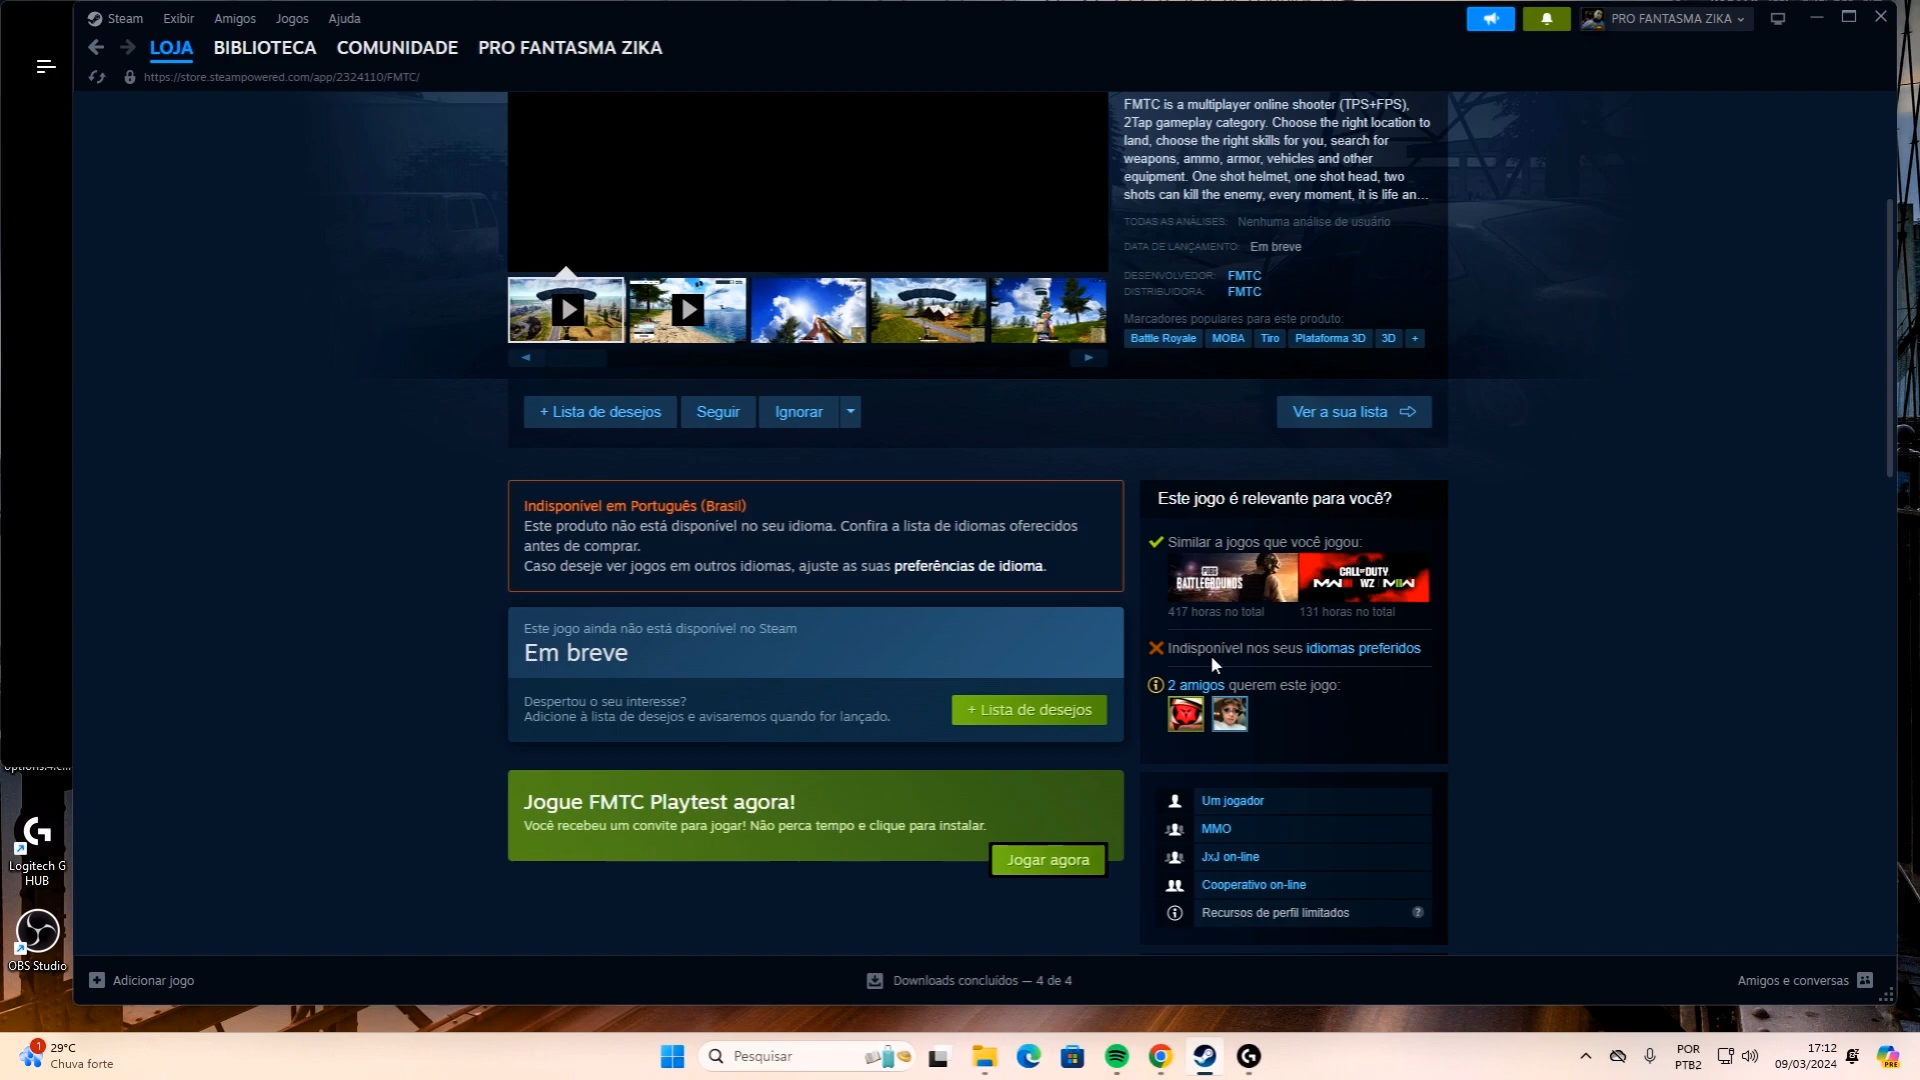 Steam Exibir Amigos Jogos Ajuda
PRO FANTASMA ZIKA
LOJA BIBLIOTECA COMUNIDADE PRO FANTASMA ZIKA
https://store.steampowered.com/app/2324110/FMTC/
FMTC is a multiplayer online shooter (TPS+FPS),
2Tap gameplay category. Choose the right location to
land, choose the right skills for you, search for
weapons, ammo, armor, vehicles and other
equipment. One shot helmet, one shot head, two
shots can kill the enemy, every moment, it is life an...
TODAS AS ANÁLISES: Nenhuma análise de usuário
DATA DE LANÇAMENTO: Em breve
DESENVOLVEDOR: FMTC
DISTRIBUIDORA: FMTC
Marcadores populares para este produto:
Battle Royale MOBA Tiro Plataforma 3D 3D +
+ Lista de desejos Seguir Ignorar
Ver a sua lista
Indisponível em Português (Brasil)
Este produto não está disponível no seu idioma. Confira a lista de idiomas oferecidos
antes de comprar.
Caso deseje ver jogos em outros idiomas, ajuste as suas preferências de idioma.
Este jogo ainda não está disponível no Steam
Em breve
Despertou o seu interesse?
Adicione à lista de desejos e avisaremos quando for lançado.
+ Lista de desejos
Jogue FMTC Playtest agora!
Você recebeu um convite para jogar! Não perca tempo e clique para instalar.
Jogar agora
Este jogo é relevante para você?
Similar a jogos que você jogou:
PUBG
BATTLEGROUNDS
CALL OF DUTY
MWIII WZ MWII
417 horas no total 131 horas no total
Indisponível nos seus idiomas preferidos
2 amigos querem este jogo:
Um jogador
MMO
JxJ on-line
Cooperativo on-line
Recursos de perfil limitados ?
Logitech G
HUB
OBS Studio
Adicionar jogo
Downloads concluídos — 4 de 4
Amigos e conversas
1
29°C
Chuva forte
Pesquisar
POR
PTB2
17:12
09/03/2024
PRE